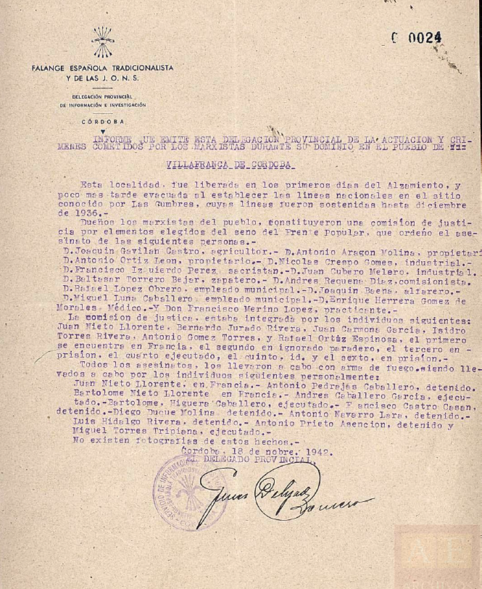 C 0024
FALANGE ESPAÑOLA TRADICIONALISTA
Y DE LAS J. O. N. S.
DELEGACIÓN PROVINCIAL
DE INFORMACIÓN E INVESTIGACIÓN
CÓRDOBA
INFORME QUE EMITE ESTA DELEGACION PROVINCIAL DE LA ACTUACION Y CRI-
MENES COMETIDOS POR LOS MARXISTAS DURANTE SU DOMINIO EN EL PUEBLO DE
VILLAFRANCA DE CORDOBA
Esta localidad, fue liberada en los primeros dias del Alzamiento, y
poco mas tarde evacuada al establecer las lineas nacionales en el sitio
conocido por Las Cumbres, cuyas lineas fueron sostenidas hasta diciembre
de 1936.-
Dueños los marxistas del pueblo, constituyeron una comision de justi-
cia por elementos elegidos del seno del Frente Popular, que ordeño el ase-
sinato de las siguientes personas.-
D.Joaquin Gavilan Castro, agricultor.- D.Antonio Aragon Molina, propietari
D.Antonio Ortiz Leon, propietario.- D.Nicolas Crespo Gomes, industrial.
D.Francisco Izquierdo Perez, sacristan.-D.Juan Cubero Melero, industrial.
D.Baltasar Torrero Bejar, zapatero.- D.Andres Requena Diaz,comisionista.
D.Rafael Lopez Obrero, empleado municipal.-D.Joaquin Baena, alfarero.-
D.Miguel Luna Caballero, empleado municipal.-D.Enrique Herrera Gomez de
Morales, Médico.-Y Don Francisco Merino Lopez, practicante.-
La comision de justica, estaba integrada por los individuos siguientes:
Juan Nieto Llorente, Bernardo Jurado Rivera, Juan Carmona Garcia, Isidro
Torres Rivera, Antonio Gomez Torres, y Rafael Ortiz Espinosa, el primero
se encuentra en Francia, el segundo en ignorado paradero, el tercero en
prision, el cuarto ejecutado, el quinto, id. y el sexto, en prision.-
Todos los asesinatos, los llevaron a cabo con arma de fuego,siendo lle-
vados a cabo por los individuos siguientes personalmente:
Juan Nieto Llorente, en Francia.- Antonio Pedrajas Caballero, detenido.
Bartolome Nieto Llorente, en Francia.- Andres Caballero Garcia, ejecu-
tado.-Bartolome, Higuera Caballero, ejecutado.- Francisco Castro Casan,
detenido.-Diego Duque Molina, detenido.- Antonio Navarro Lara, detenido.-
Luis Hidalgo Rivera, detenido.- Antonio Prieto Asencion, detenido y
Miguel Torres Tripiana, ejecutado.-
No existen fotografias de estos hechos.-
Cordoba, 18 de nobre. 1942.
EL DELEGADO PROVINCIAL,